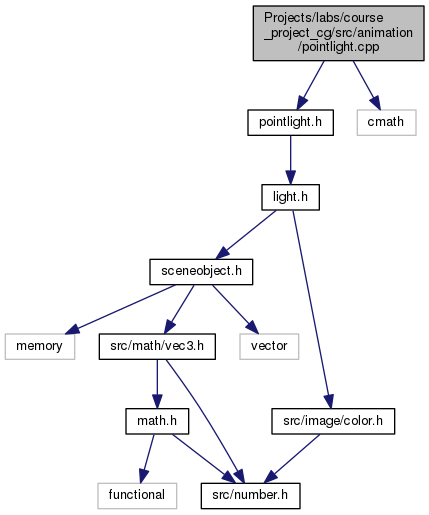 Projects/labs/course
_project_cg/src/animation
/pointlight.cpp
pointlight.h
cmath
light.h
sceneobject.h
memory
src/math/vec3.h
vector
math.h
src/image/color.h
functional
src/number.h